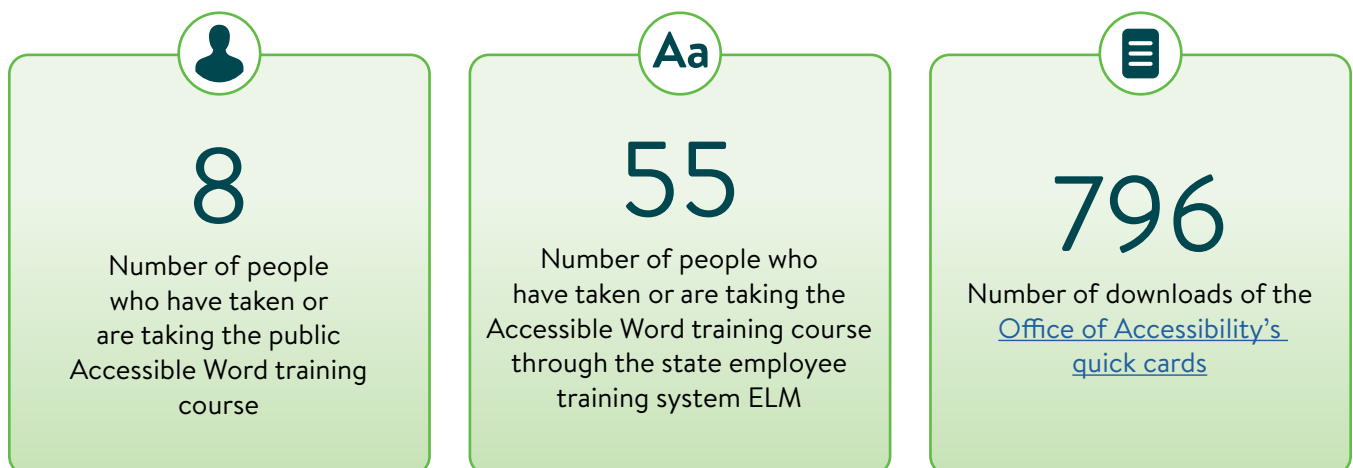 8
Number of people
who have taken or
are taking the public
Accessible Word training
course
Aa
55
Number of people who
have taken or are taking the
Accessible Word training course
through the state employee
training system ELM
796
Number of downloads of the
Office of Accessibility’s
quick cards